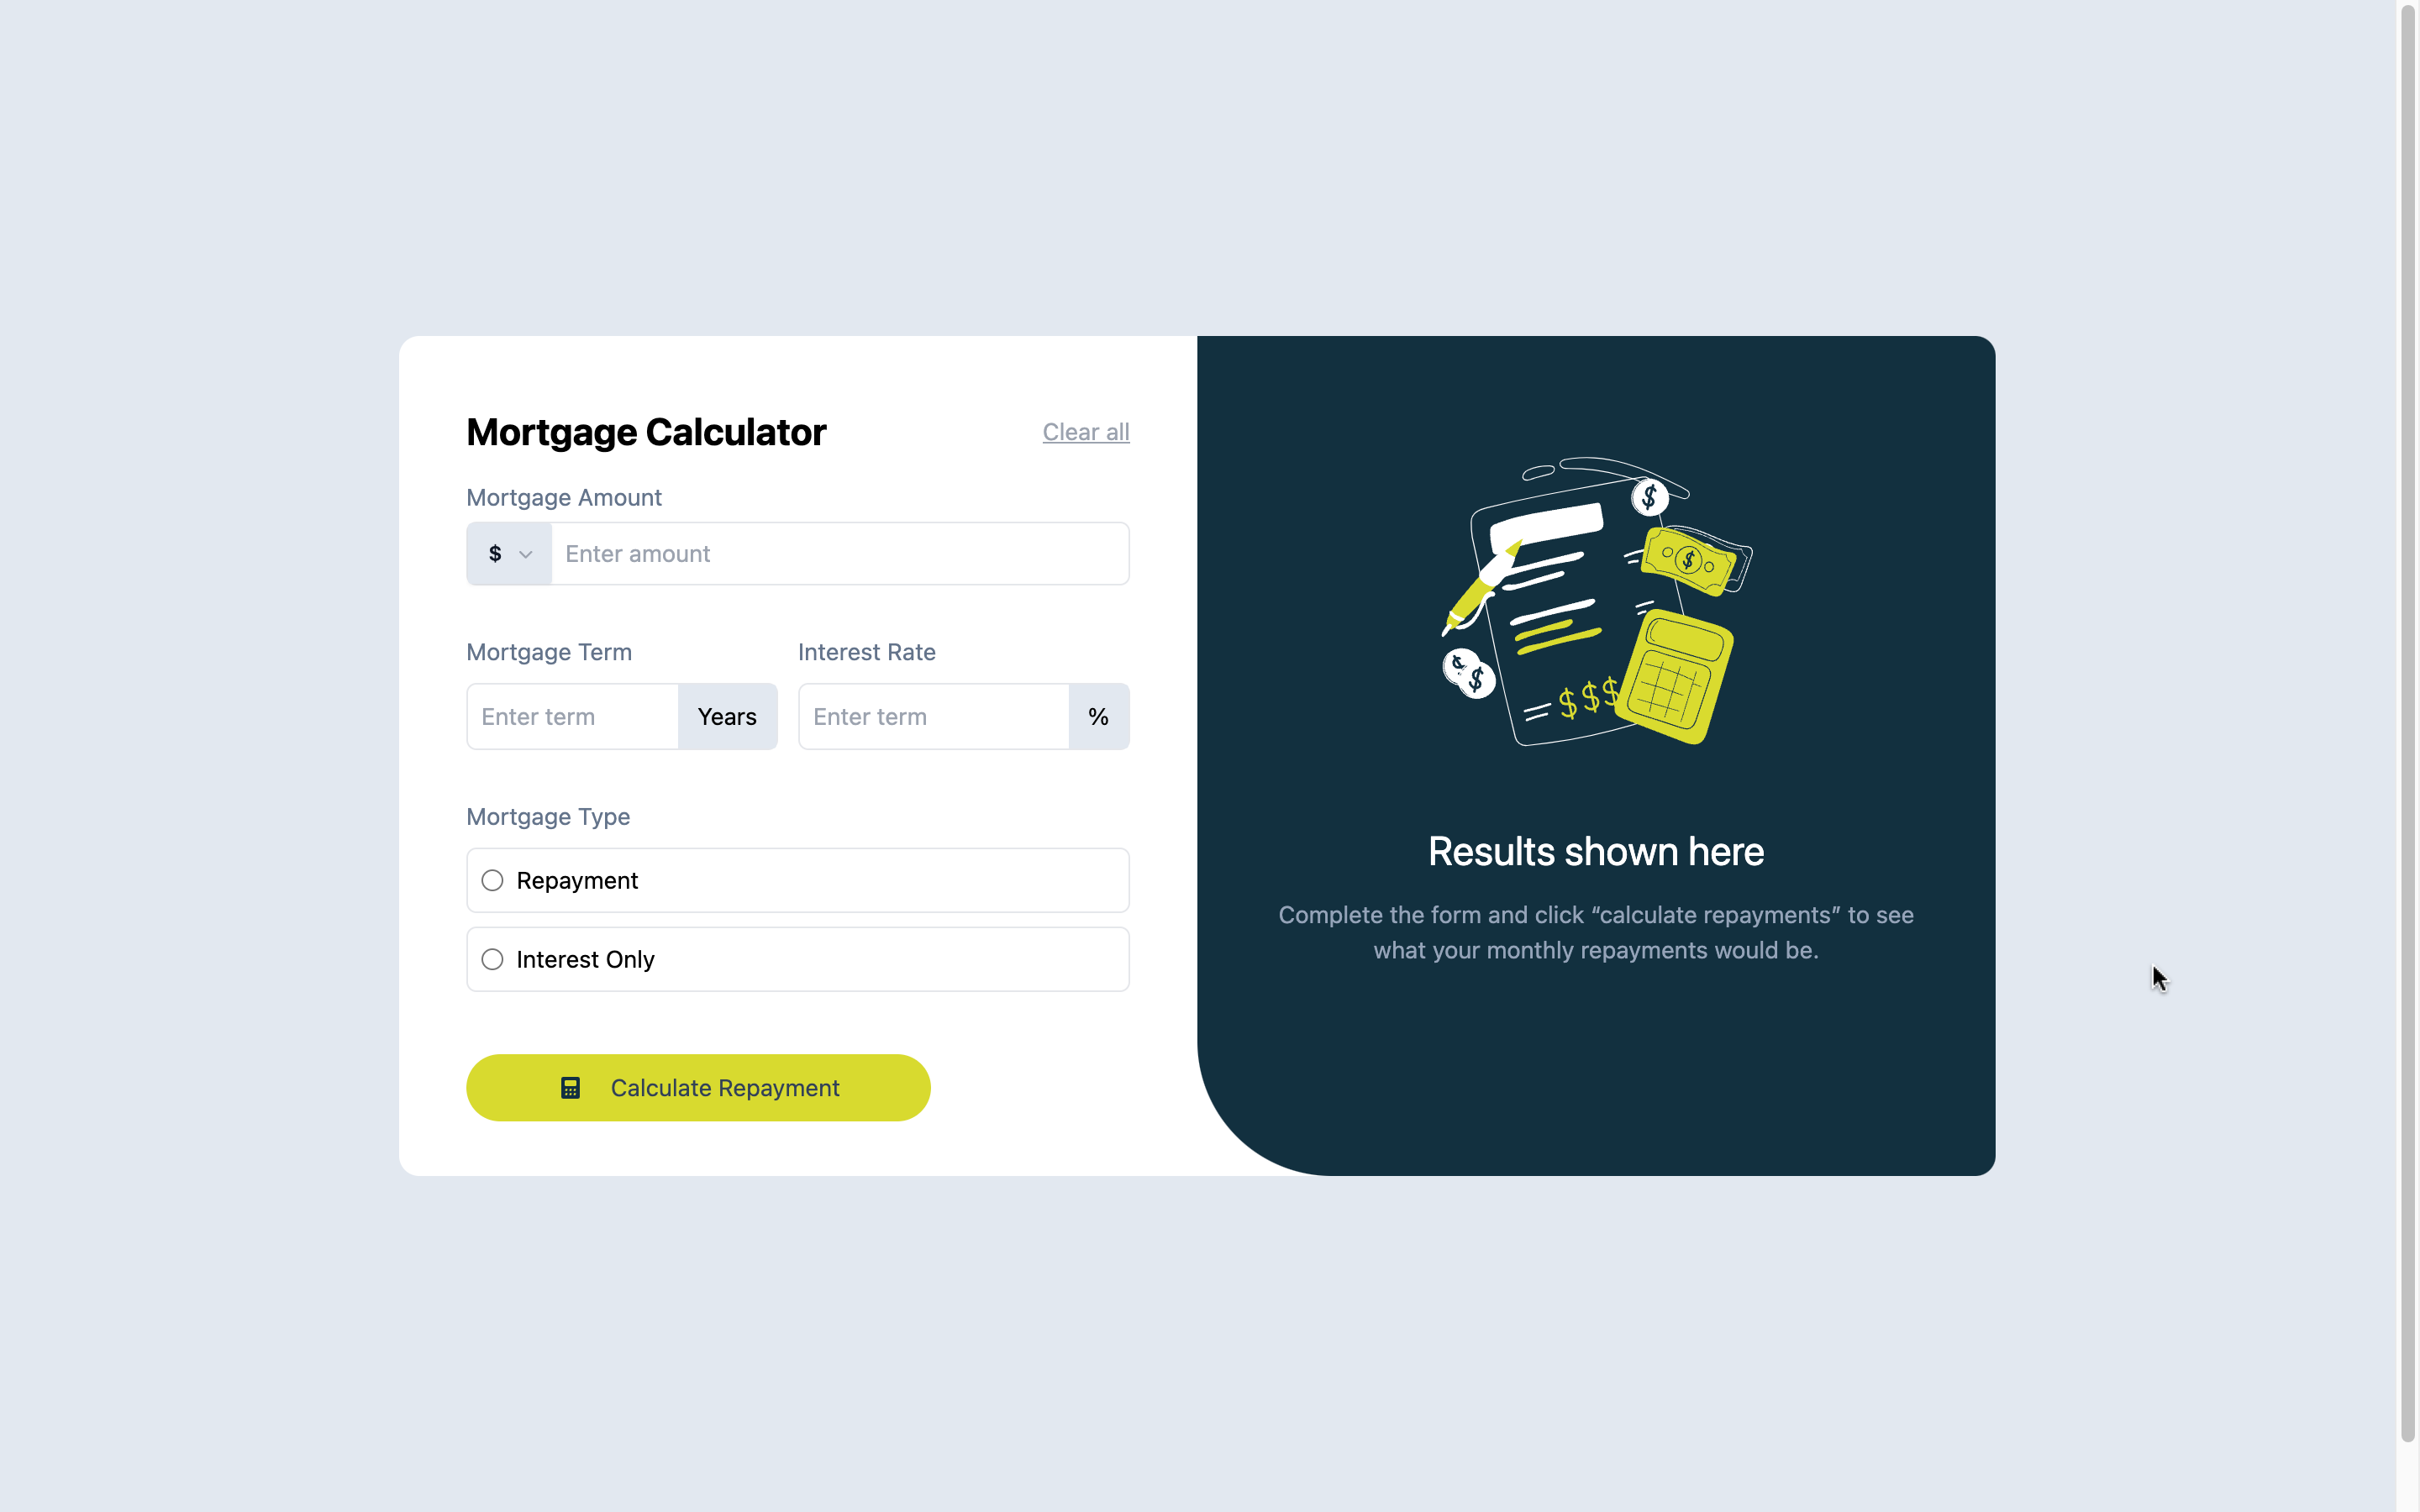 Mortgage Calculator
Clear all
Mortgage Amount
$
Enter amount
Mortgage Term
Interest Rate
Enter term
Years
Enter term
%
Mortgage Type
Repayment
Interest Only
Calculate Repayment
$
$
$
$
= $$$
Results shown here
Complete the form and click “calculate repayments” to see
what your monthly repayments would be.